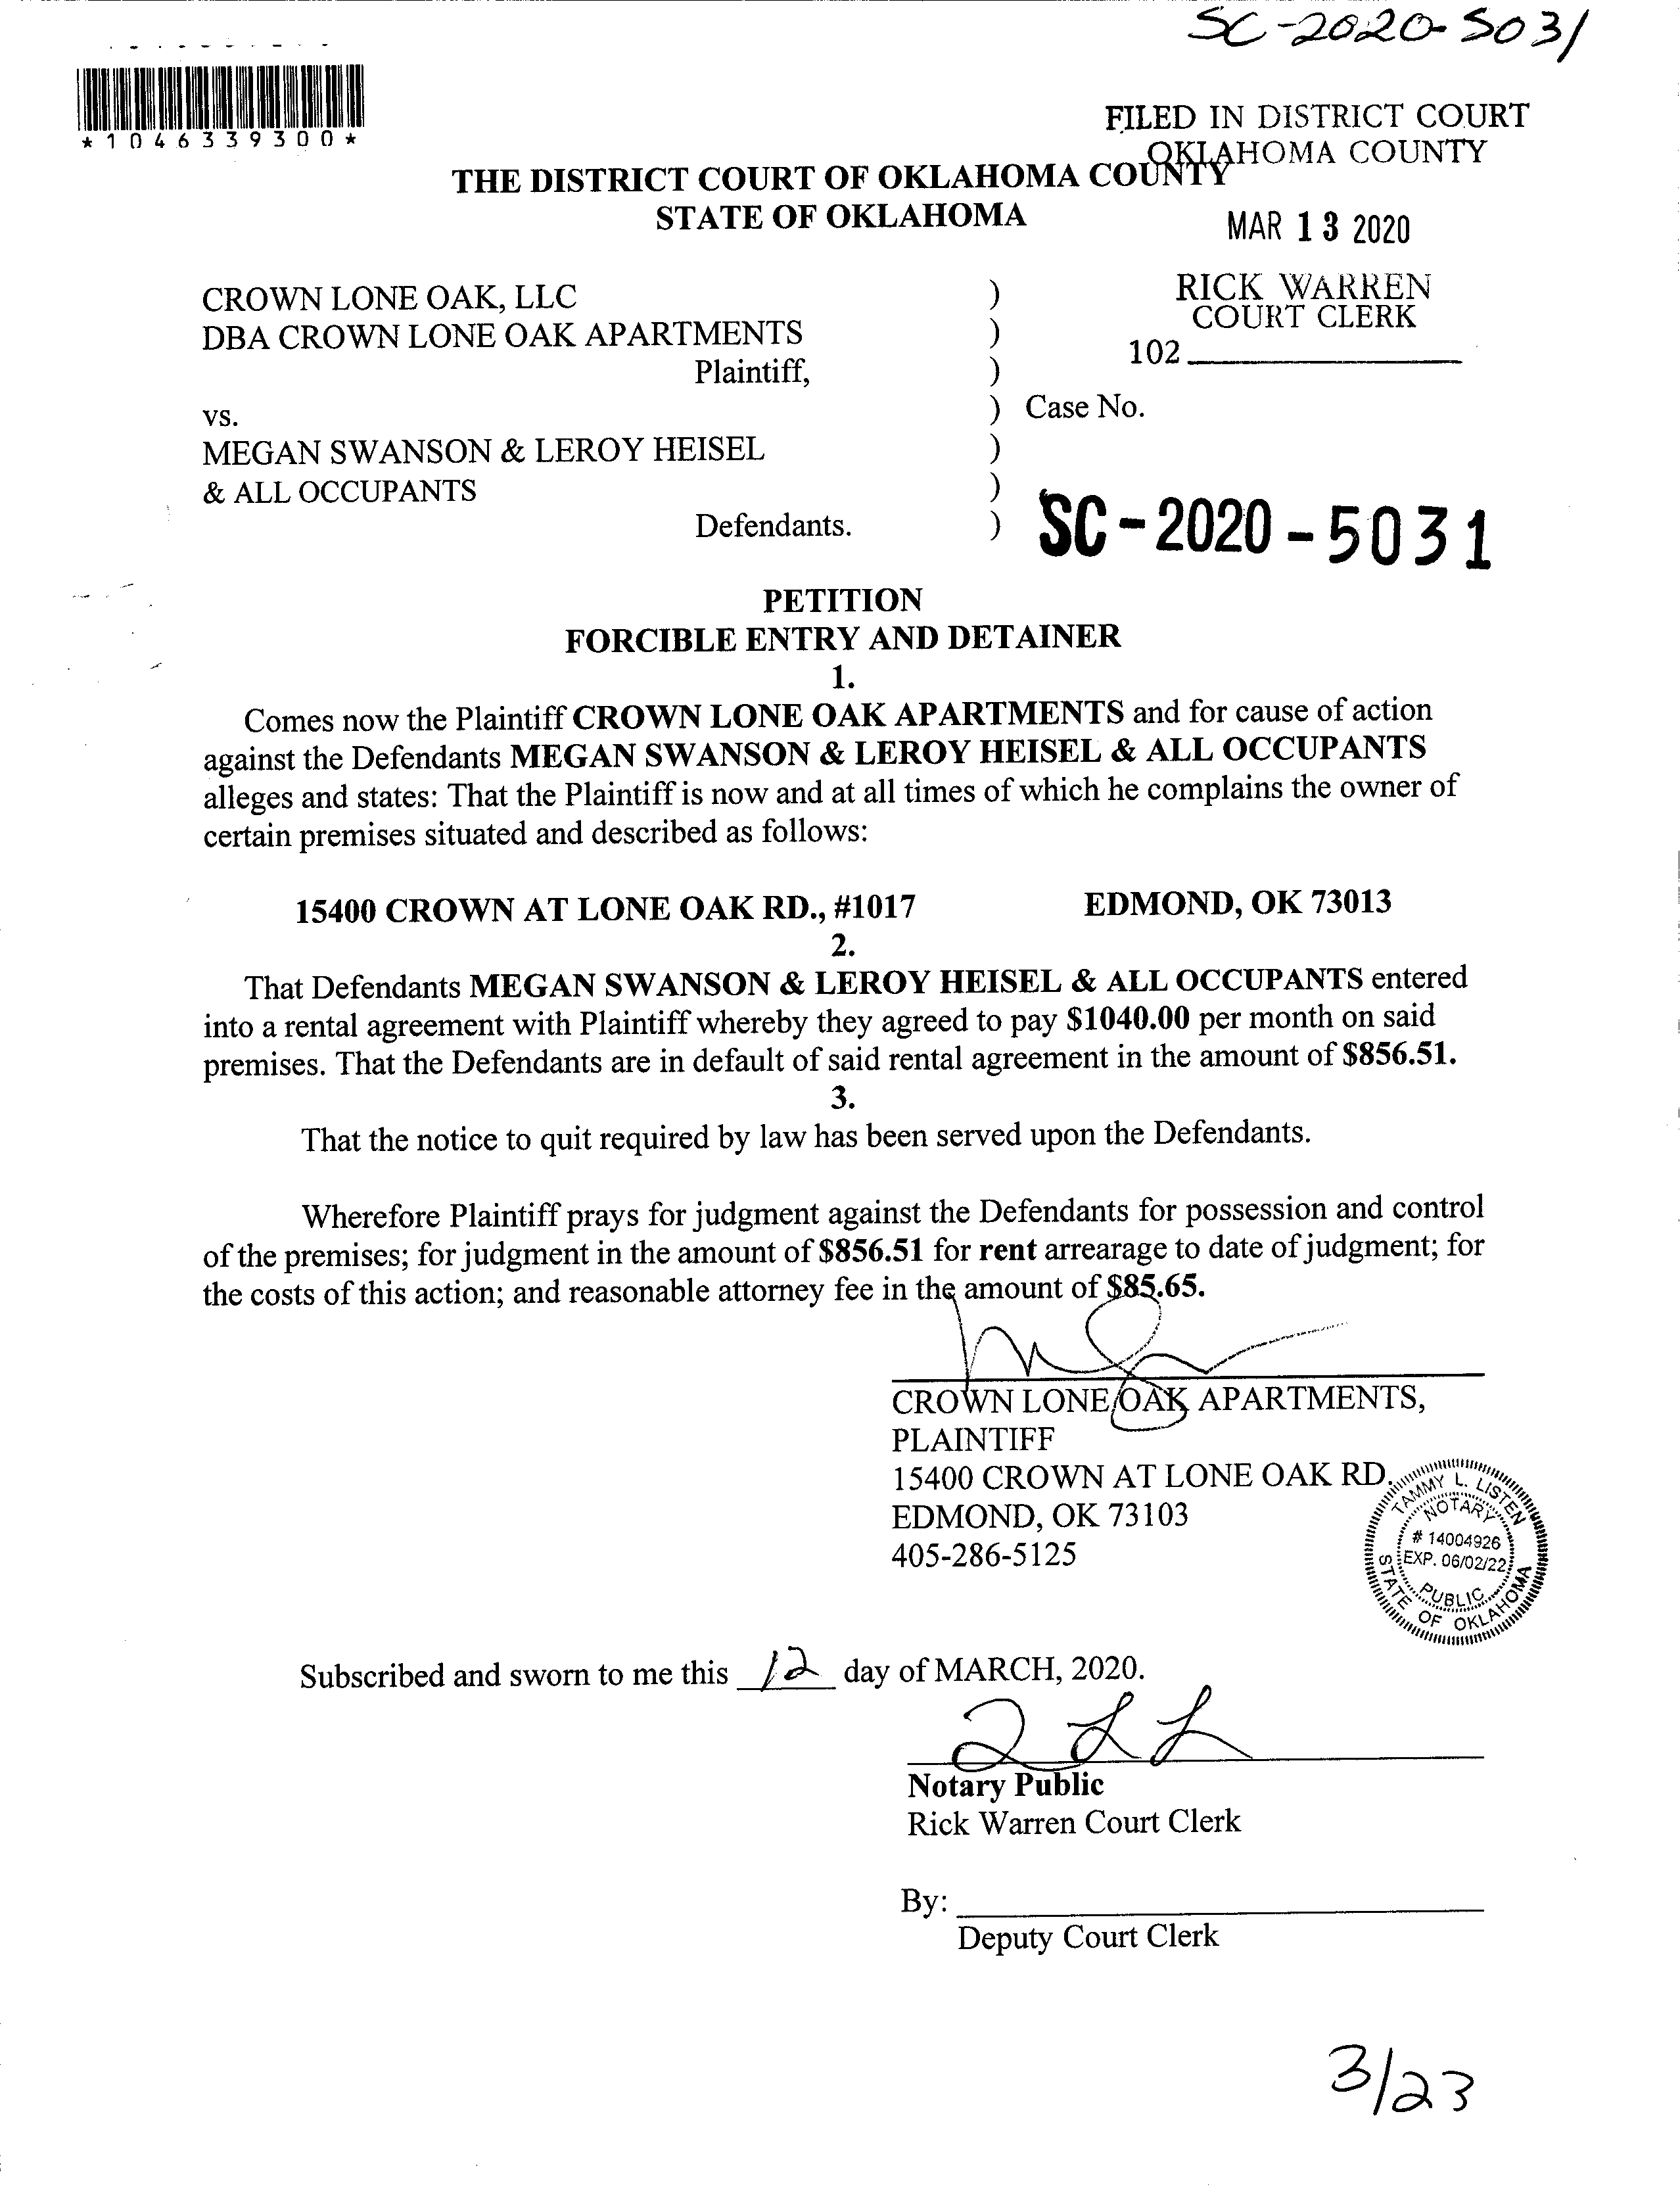 SC-2020-5031
*1046339300*
FILED IN DISTRICT COURT
OKLAHOMA COUNTY
THE DISTRICT COURT OF OKLAHOMA COUNTY
STATE OF OKLAHOMA
MAR 13 2020
RICK WARREN
COURT CLERK
102
CROWN LONE OAK, LLC )
DBA CROWN LONE OAK APARTMENTS )
Plaintiff, )
vs. ) Case No.
MEGAN SWANSON & LEROY HEISEL )
& ALL OCCUPANTS )
Defendants. ) SC-2020-5031
PETITION
FORCIBLE ENTRY AND DETAINER
1.
Comes now the Plaintiff CROWN LONE OAK APARTMENTS and for cause of action
against the Defendants MEGAN SWANSON & LEROY HEISEL & ALL OCCUPANTS
alleges and states: That the Plaintiff is now and at all times of which he complains the owner of
certain premises situated and described as follows:
15400 CROWN AT LONE OAK RD., #1017 EDMOND, OK 73013
2.
That Defendants MEGAN SWANSON & LEROY HEISEL & ALL OCCUPANTS entered
into a rental agreement with Plaintiff whereby they agreed to pay $1040.00 per month on said
premises. That the Defendants are in default of said rental agreement in the amount of $856.51.
3.
That the notice to quit required by law has been served upon the Defendants.
Wherefore Plaintiff prays for judgment against the Defendants for possession and control
of the premises; for judgment in the amount of $856.51 for rent arrearage to date of judgment; for
the costs of this action; and reasonable attorney fee in the amount of $85.65.
CROWN LONE OAK APARTMENTS,
PLAINTIFF
15400 CROWN AT LONE OAK RD.
EDMOND, OK 73103
405-286-5125
TAMMY L. LISTEN
NOTARY
# 14004926
EXP. 06/02/22
PUBLIC
STATE OF OKLAHOMA
Subscribed and sworn to me this 12 day of MARCH, 2020.
Notary Public
Rick Warren Court Clerk
By:
Deputy Court Clerk
3/23